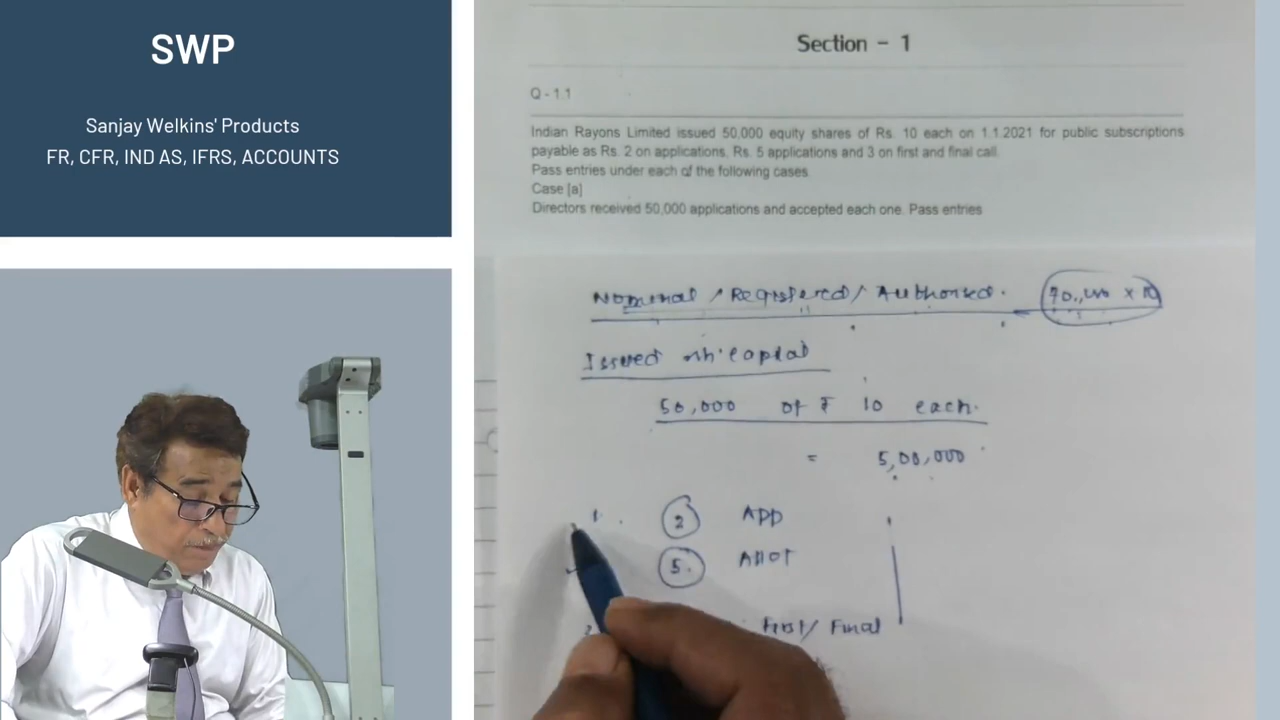 SWP
Sanjay Welkins' Products
FR, CFR, IND AS, IFRS, ACCOUNTS
Section - 1
Q - 1.1
Indian Rayons Limited issued 50,000 equity shares of Rs. 10 each on 1.1.2021 for public subscriptions
payable as Rs. 2 on applications, Rs. 5 applications and 3 on first and final call.
Pass entries under each of the following cases
Case [a]
Directors received 50,000 applications and accepted each one. Pass entries
Nominal / Registered / Authorised.
Issued sh. capital
50,000 of ₹ 10 each.
= 5,00,000
1. 2 APP
5. Allot
First / Final